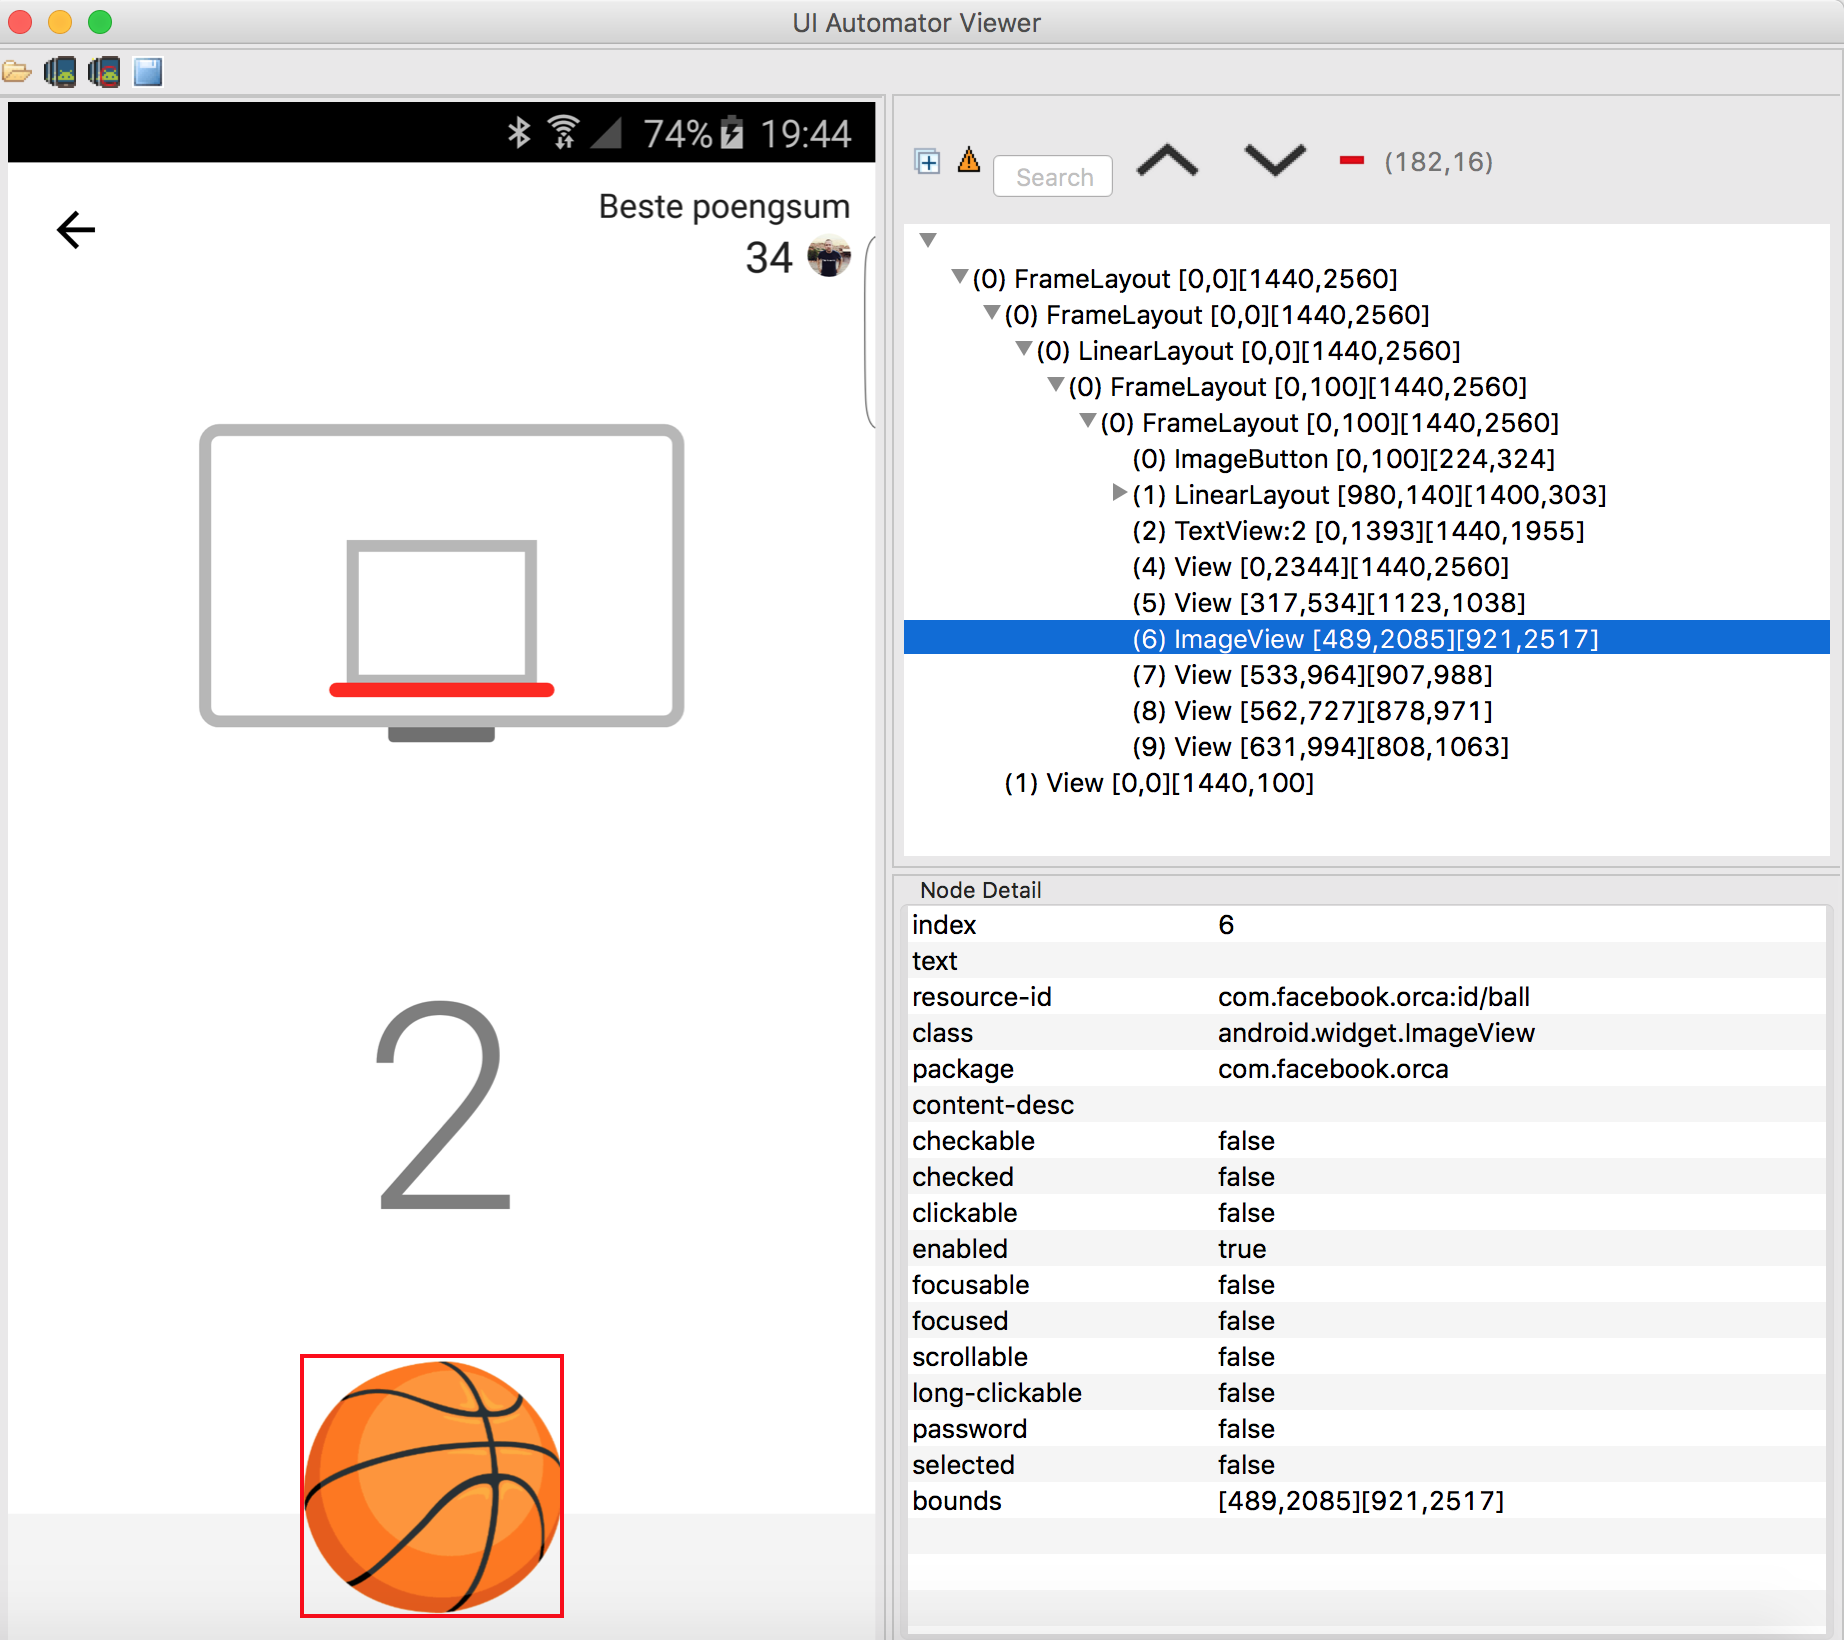 UI Automator Viewer
74% 19:44
Beste poengsum
34
2
Search
(182,16)
(0) FrameLayout [0,0][1440,2560]
(0) FrameLayout [0,0][1440,2560]
(0) LinearLayout [0,0][1440,2560]
(0) FrameLayout [0,100][1440,2560]
(0) FrameLayout [0,100][1440,2560]
(0) ImageButton [0,100][224,324]
(1) LinearLayout [980,140][1400,303]
(2) TextView:2 [0,1393][1440,1955]
(4) View [0,2344][1440,2560]
(5) View [317,534][1123,1038]
(6) ImageView [489,2085][921,2517]
(7) View [533,964][907,988]
(8) View [562,727][878,971]
(9) View [631,994][808,1063]
(1) View [0,0][1440,100]
Node Detail
index 6
text
resource-id com.facebook.orca:id/ball
class android.widget.ImageView
package com.facebook.orca
content-desc
checkable false
checked false
clickable false
enabled true
focusable false
focused false
scrollable false
long-clickable false
password false
selected false
bounds [489,2085][921,2517]